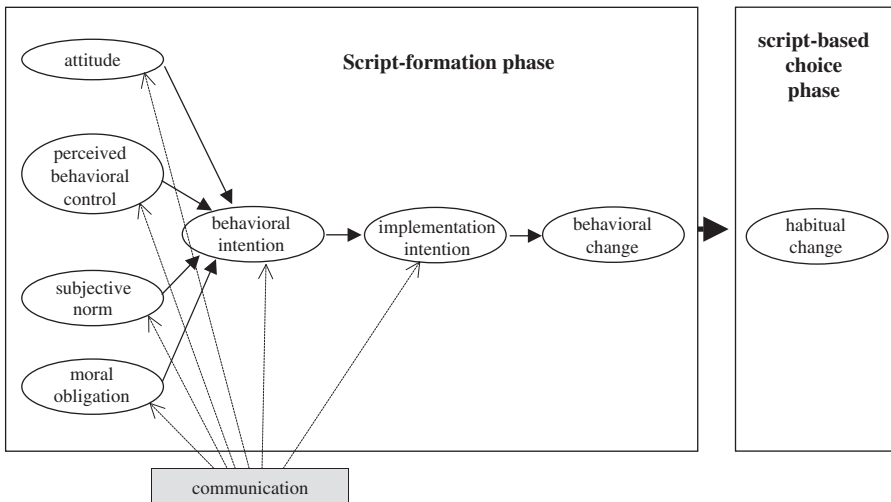 attitude
Script-formation phase
script-based
choice
phase
perceived
behavioral
control
behavioral
intention
implementation
intention
behavioral
change
habitual
change
subjective
norm
moral
obligation
communication